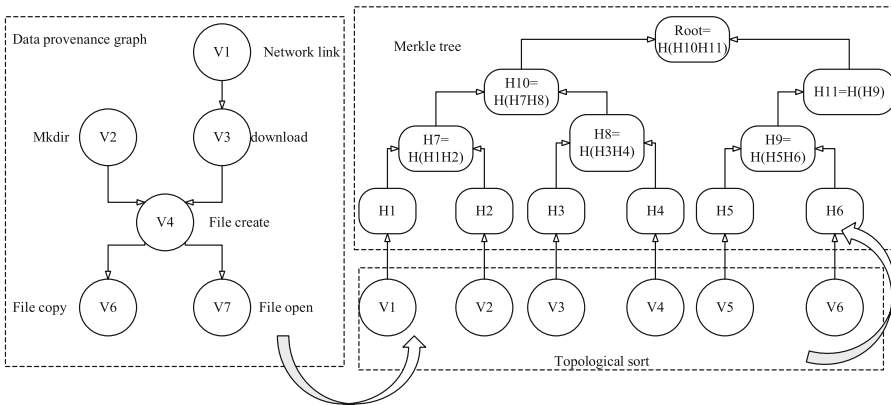 Data provenance graph
V1
Network link
Mkdir
V2
V3
download
V4
File create
File copy
V6
V7
File open
Merkle tree
Root=
H(H10H11)
H10=
H(H7H8)
H11=H(H9)
H7=
H(H1H2)
H8=
H(H3H4)
H9=
H(H5H6)
H1
H2
H3
H4
H5
H6
V1
V2
V3
V4
V5
V6
Topological sort